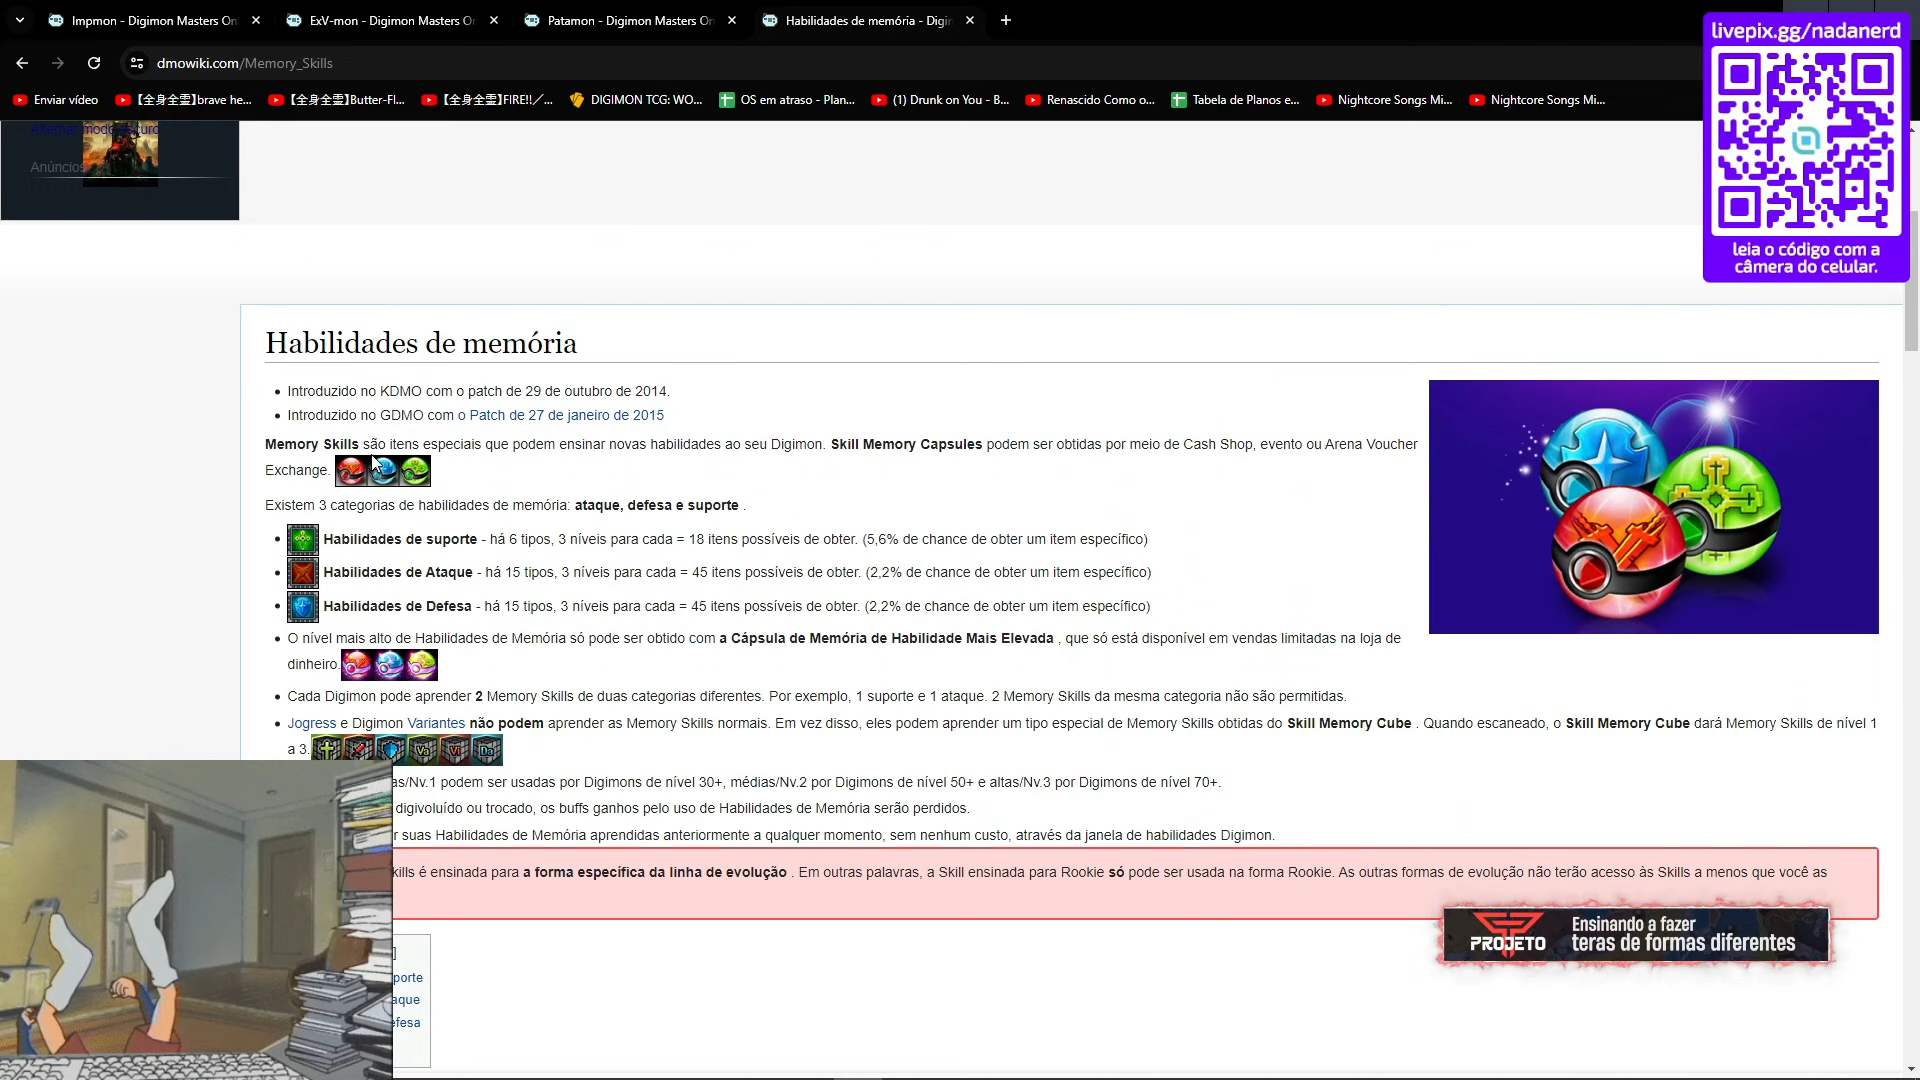 Impmon - Digimon Masters On
ExV-mon - Digimon Masters On
Patamon - Digimon Masters On
Habilidades de memória - Digin
dmowiki.com/Memory_Skills
Enviar vídeo
【全身全霊】brave he...
【全身全霊】Butter-Fl...
【全身全霊】FIRE!!／...
DIGIMON TCG: WO...
OS em atraso - Plan...
(1) Drunk on You - B...
Renascido Como o...
Tabela de Planos e...
Nightcore Songs Mi...
Nightcore Songs Mi...
livepix.gg/nadanerd
leia o código com a
câmera do celular.
Alternar modo escuro
Anúncios
Habilidades de memória
Introduzido no KDMO com o patch de 29 de outubro de 2014.
Introduzido no GDMO com o Patch de 27 de janeiro de 2015
Memory Skills são itens especiais que podem ensinar novas habilidades ao seu Digimon. Skill Memory Capsules podem ser obtidas por meio de Cash Shop, evento ou Arena Voucher
Exchange.
Existem 3 categorias de habilidades de memória: ataque, defesa e suporte .
Habilidades de suporte - há 6 tipos, 3 níveis para cada = 18 itens possíveis de obter. (5,6% de chance de obter um item específico)
Habilidades de Ataque - há 15 tipos, 3 níveis para cada = 45 itens possíveis de obter. (2,2% de chance de obter um item específico)
Habilidades de Defesa - há 15 tipos, 3 níveis para cada = 45 itens possíveis de obter. (2,2% de chance de obter um item específico)
O nível mais alto de Habilidades de Memória só pode ser obtido com a Cápsula de Memória de Habilidade Mais Elevada , que só está disponível em vendas limitadas na loja de
dinheiro.
Cada Digimon pode aprender 2 Memory Skills de duas categorias diferentes. Por exemplo, 1 suporte e 1 ataque. 2 Memory Skills da mesma categoria não são permitidas.
Jogress e Digimon Variantes não podem aprender as Memory Skills normais. Em vez disso, eles podem aprender um tipo especial de Memory Skills obtidas do Skill Memory Cube . Quando escaneado, o Skill Memory Cube dará Memory Skills de nível 1
a 3.
Va Vi Da
as/Nv.1 podem ser usadas por Digimons de nível 30+, médias/Nv.2 por Digimons de nível 50+ e altas/Nv.3 por Digimons de nível 70+.
digivoluído ou trocado, os buffs ganhos pelo uso de Habilidades de Memória serão perdidos.
r suas Habilidades de Memória aprendidas anteriormente a qualquer momento, sem nenhum custo, através da janela de habilidades Digimon.
kills é ensinada para a forma específica da linha de evolução . Em outras palavras, a Skill ensinada para Rookie só pode ser usada na forma Rookie. As outras formas de evolução não terão acesso às Skills a menos que você as
PROJETO
Ensinando a fazer
teras de formas diferentes
]
porte
aque
efesa